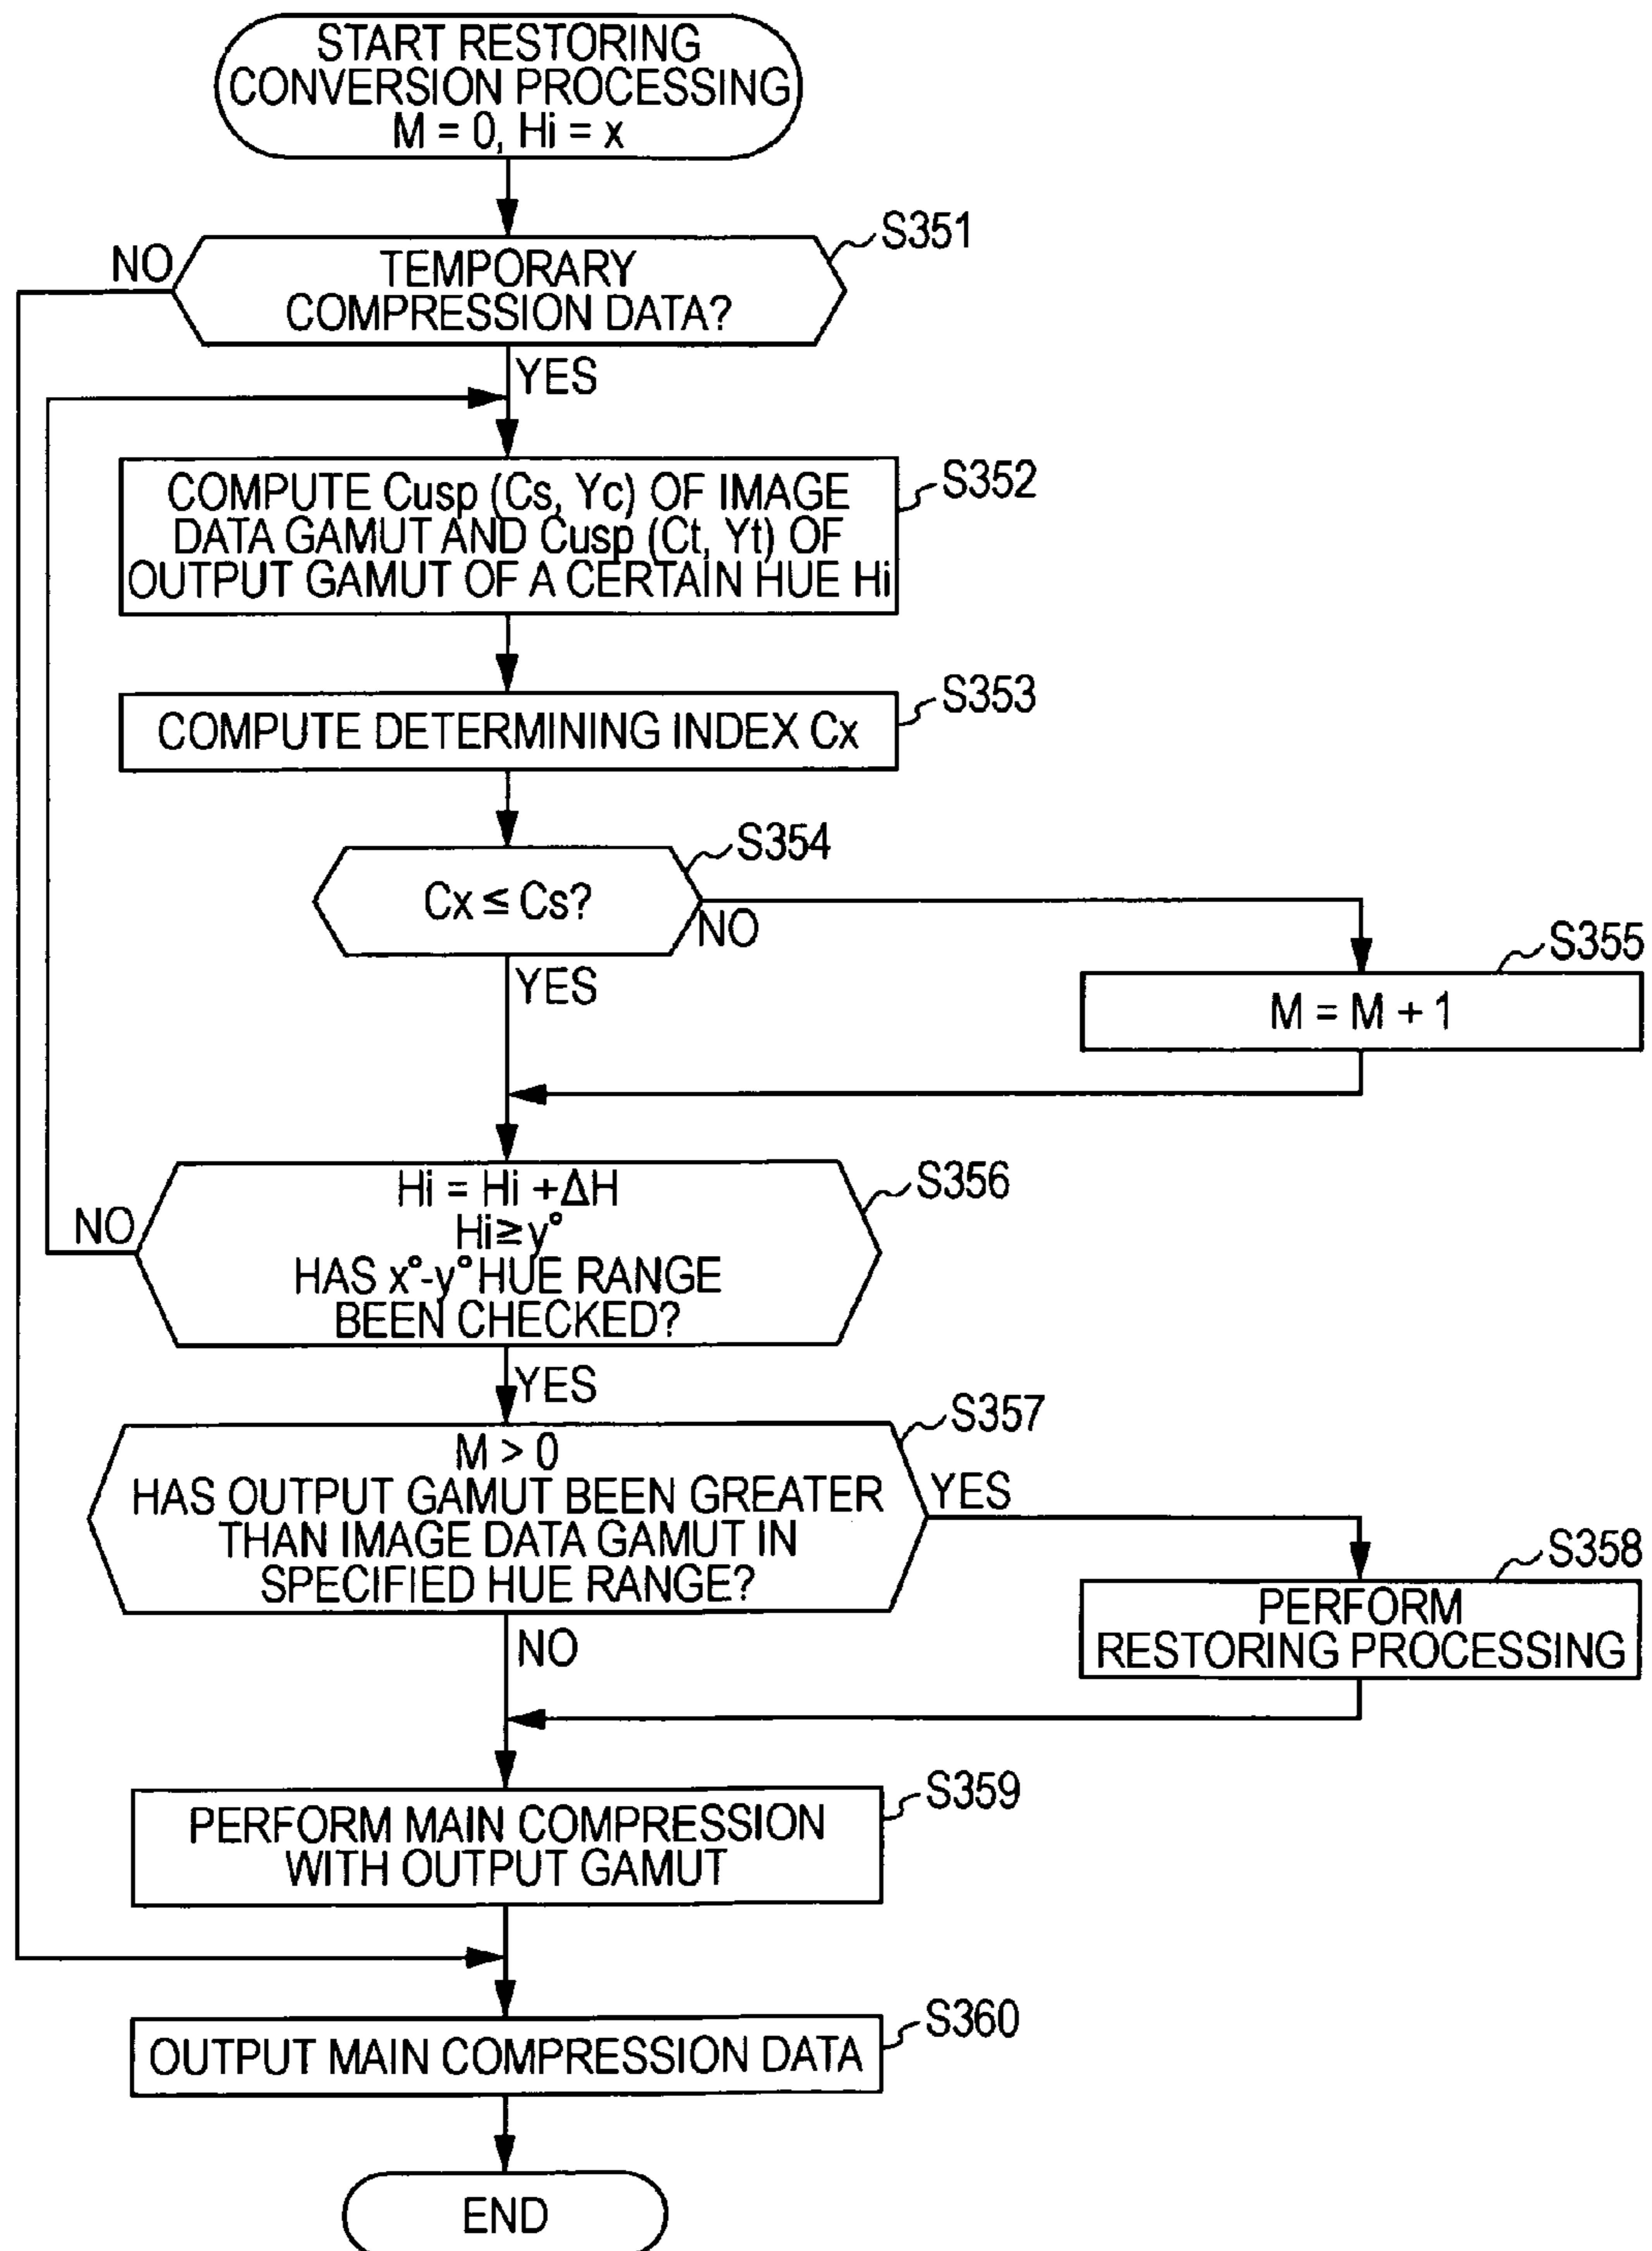 START RESTORING
CONVERSION PROCESSING
M = 0, Hi = x
S351
NO
TEMPORARY
COMPRESSION DATA?
YES
S352
COMPUTE Cusp (Cs, Yc) OF IMAGE
DATA GAMUT AND Cusp (Ct, Yt) OF
OUTPUT GAMUT OF A CERTAIN HUE Hi
S353
COMPUTE DETERMINING INDEX Cx
S354
Cx ≤ Cs?
NO
YES
S355
M = M + 1
S356
Hi = Hi +ΔH
Hi≥y°
NO
HAS x°-y° HUE RANGE
BEEN CHECKED?
YES
S357
M > 0
HAS OUTPUT GAMUT BEEN GREATER
THAN IMAGE DATA GAMUT IN
SPECIFIED HUE RANGE?
YES
NO
S358
PERFORM
RESTORING PROCESSING
S359
PERFORM MAIN COMPRESSION
WITH OUTPUT GAMUT
S360
OUTPUT MAIN COMPRESSION DATA
END